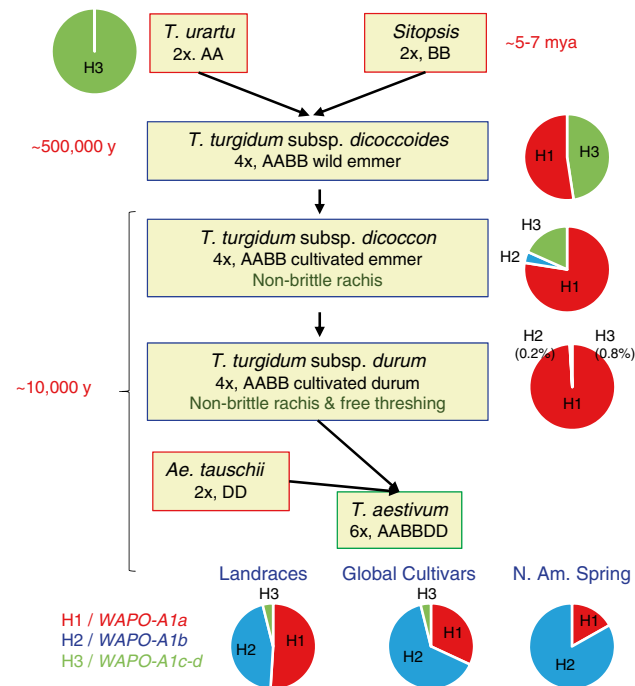 T. urartu
2x. AA
Sitopsis
2x, BB
~5-7 mya
H3
~500,000 y
T. turgidum subsp. dicoccoides
4x, AABB wild emmer
H1
H3
T. turgidum subsp. dicoccon
4x, AABB cultivated emmer
Non-brittle rachis
H3
H2
H1
~10,000 y
T. turgidum subsp. durum
4x, AABB cultivated durum
Non-brittle rachis & free threshing
H2
(0.2%)
H3
(0.8%)
H1
Ae. tauschii
2x, DD
T. aestivum
6x, AABBDD
Landraces
Global Cultivars
N. Am. Spring
H1 / WAPO-A1a
H2 / WAPO-A1b
H3 / WAPO-A1c-d
H3
H2
H1
H3
H1
H2
H1
H2